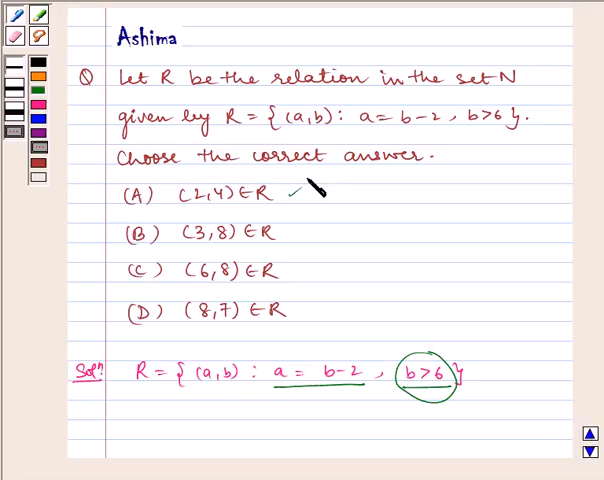 Ashima
Q Let R be the relation in the set N
given by R = { (a,b) : a = b-2 , b>6 }.
Choose the correct answer.
(A) (2,4) ∈ R ✓
(B) (3,8) ∈ R
(C) (6,8) ∈ R
(D) (8,7) ∈ R
Solⁿ: R = { (a,b) : a = b-2 , b>6 }